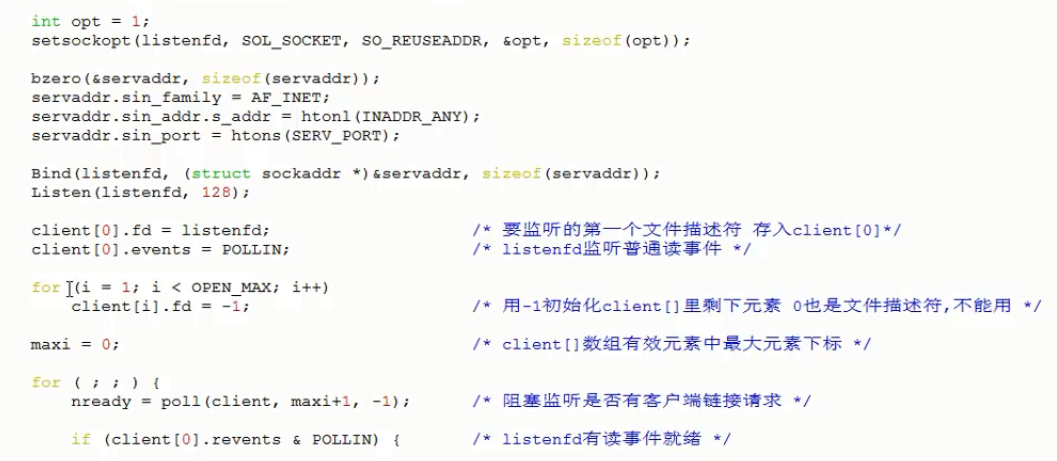 int opt = 1;
setsockopt(listenfd, SOL_SOCKET, SO_REUSEADDR, &opt, sizeof(opt));
bzero(&servaddr, sizeof(servaddr));
servaddr.sin_family = AF_INET;
servaddr.sin_addr.s_addr = htonl(INADDR_ANY);
servaddr.sin_port = htons(SERV_PORT);
Bind(listenfd, (struct sockaddr *)&servaddr, sizeof(servaddr));
Listen(listenfd, 128);
client[0].fd = listenfd; /* 要监听的第一个文件描述符 存入client[0]*/
client[0].events = POLLIN; /* listenfd监听普通读事件 */
for (i = 1; i < OPEN_MAX; i++)
client[i].fd = -1; /* 用-1初始化client[]里剩下元素 0也是文件描述符,不能用 */
maxi = 0; /* client[]数组有效元素中最大元素下标 */
for ( ; ; ) {
nready = poll(client, maxi+1, -1); /* 阻塞监听是否有客户端链接请求 */
if (client[0].revents & POLLIN) { /* listenfd有读事件就绪 */